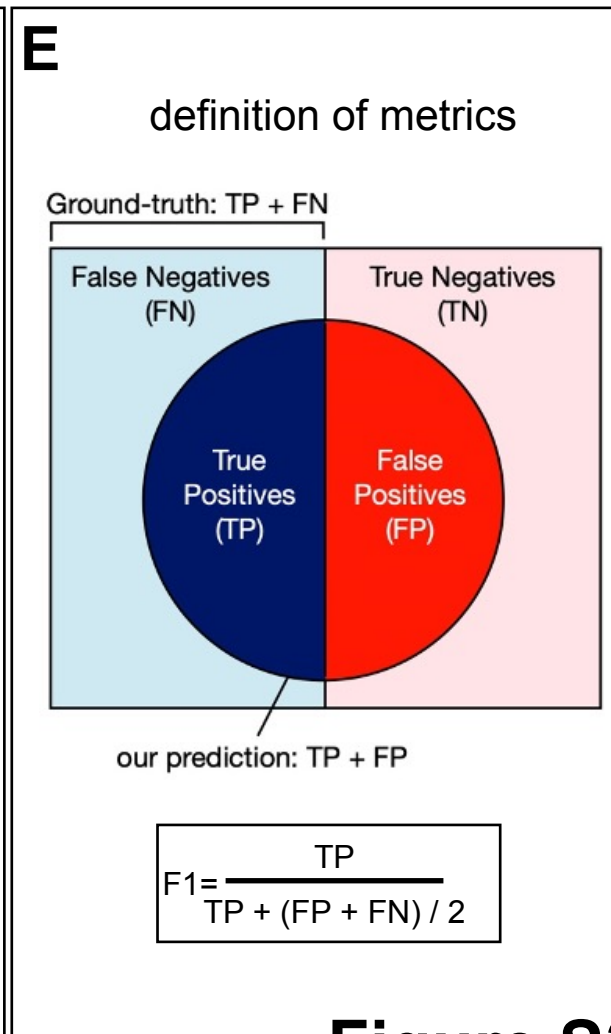 E
definition of metrics
Ground-truth: TP + FN
False Negatives
(FN)
True Negatives
(TN)
True
Positives
(TP)
False
Positives
(FP)
our prediction: TP + FP
TP
F1=
TP + (FP + FN) / 2